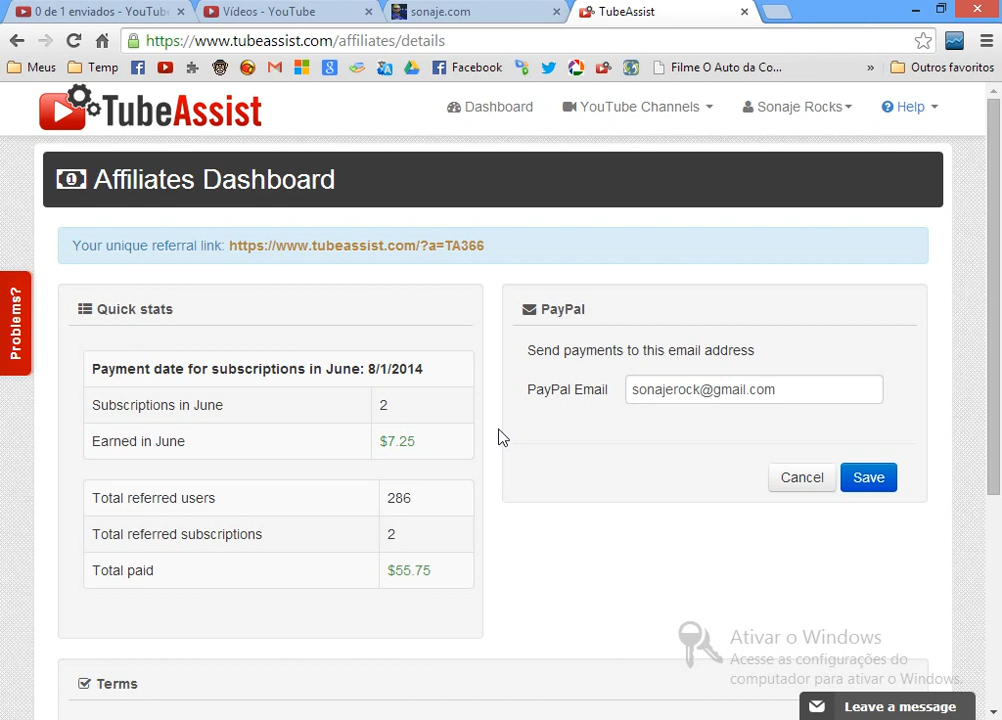 0 de 1 enviados - YouTube
Vídeos - YouTube
sonaje.com
TubeAssist
https://www.tubeassist.com/affiliates/details
Meus
Temp
Facebook
Filme O Auto da Co...
»
Outros favoritos
TubeAssist
Dashboard
YouTube Channels
Sonaje Rocks
Help
Affiliates Dashboard
Your unique referral link: https://www.tubeassist.com/?a=TA366
Problems?
Quick stats
Payment date for subscriptions in June: 8/1/2014
Subscriptions in June 2
Earned in June $7.25
Total referred users 286
Total referred subscriptions 2
Total paid $55.75
PayPal
Send payments to this email address
PayPal Email sonajerock@gmail.com
Cancel
Save
Terms
Ativar o Windows
Acesse as configurações do
computador para ativar o Windows.
Leave a message